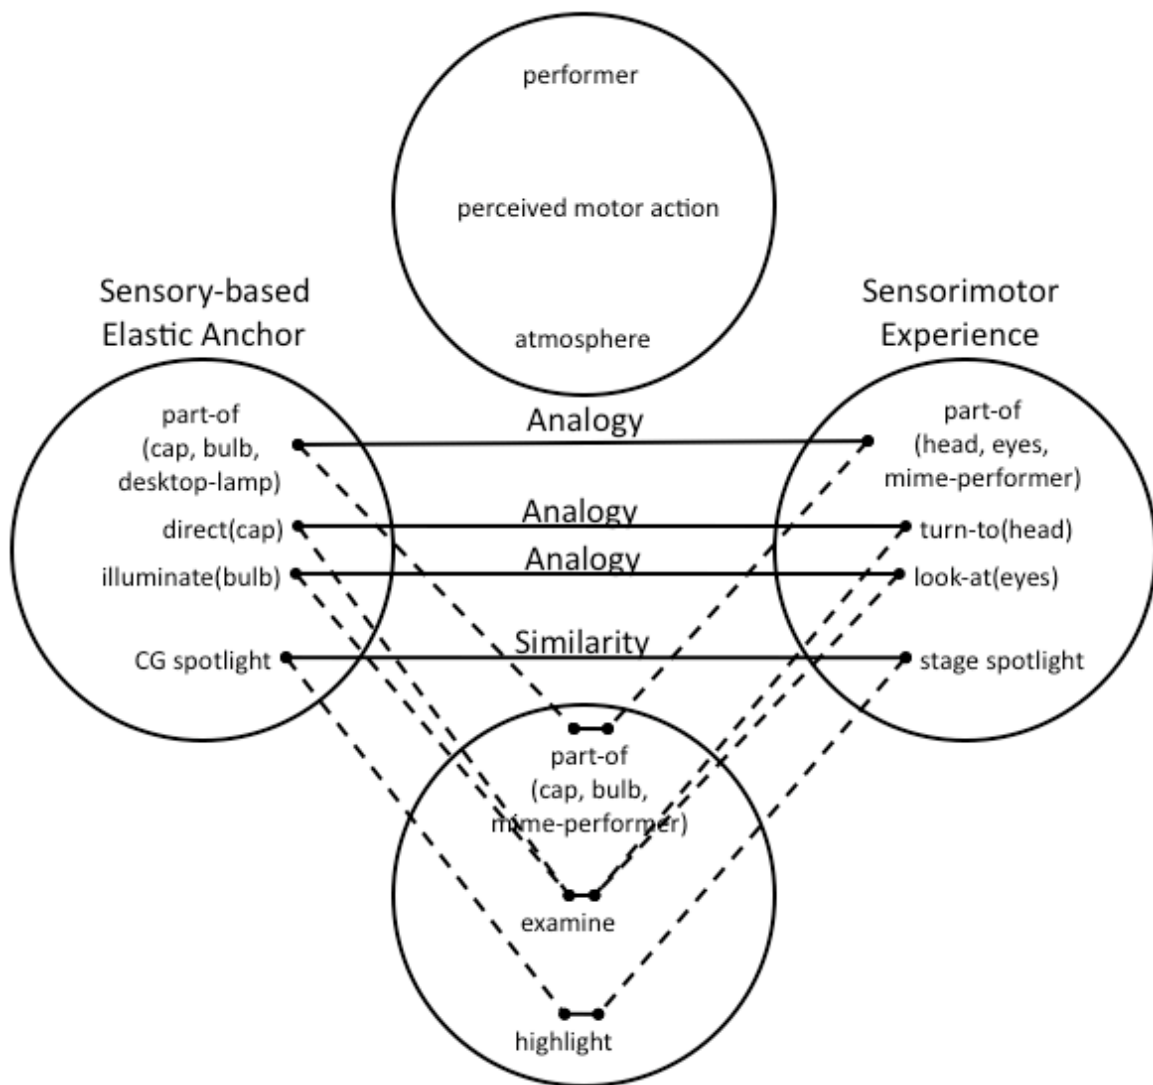 performer
perceived motor action
atmosphere
Sensory-based
Elastic Anchor
Sensorimotor
Experience
part-of
(cap, bulb,
desktop-lamp)
direct(cap)
illuminate(bulb)
CG spotlight
Analogy
Analogy
Analogy
Similarity
part-of
(head, eyes,
mime-performer)
turn-to(head)
look-at(eyes)
stage spotlight
part-of
(cap, bulb,
mime-performer)
examine
highlight